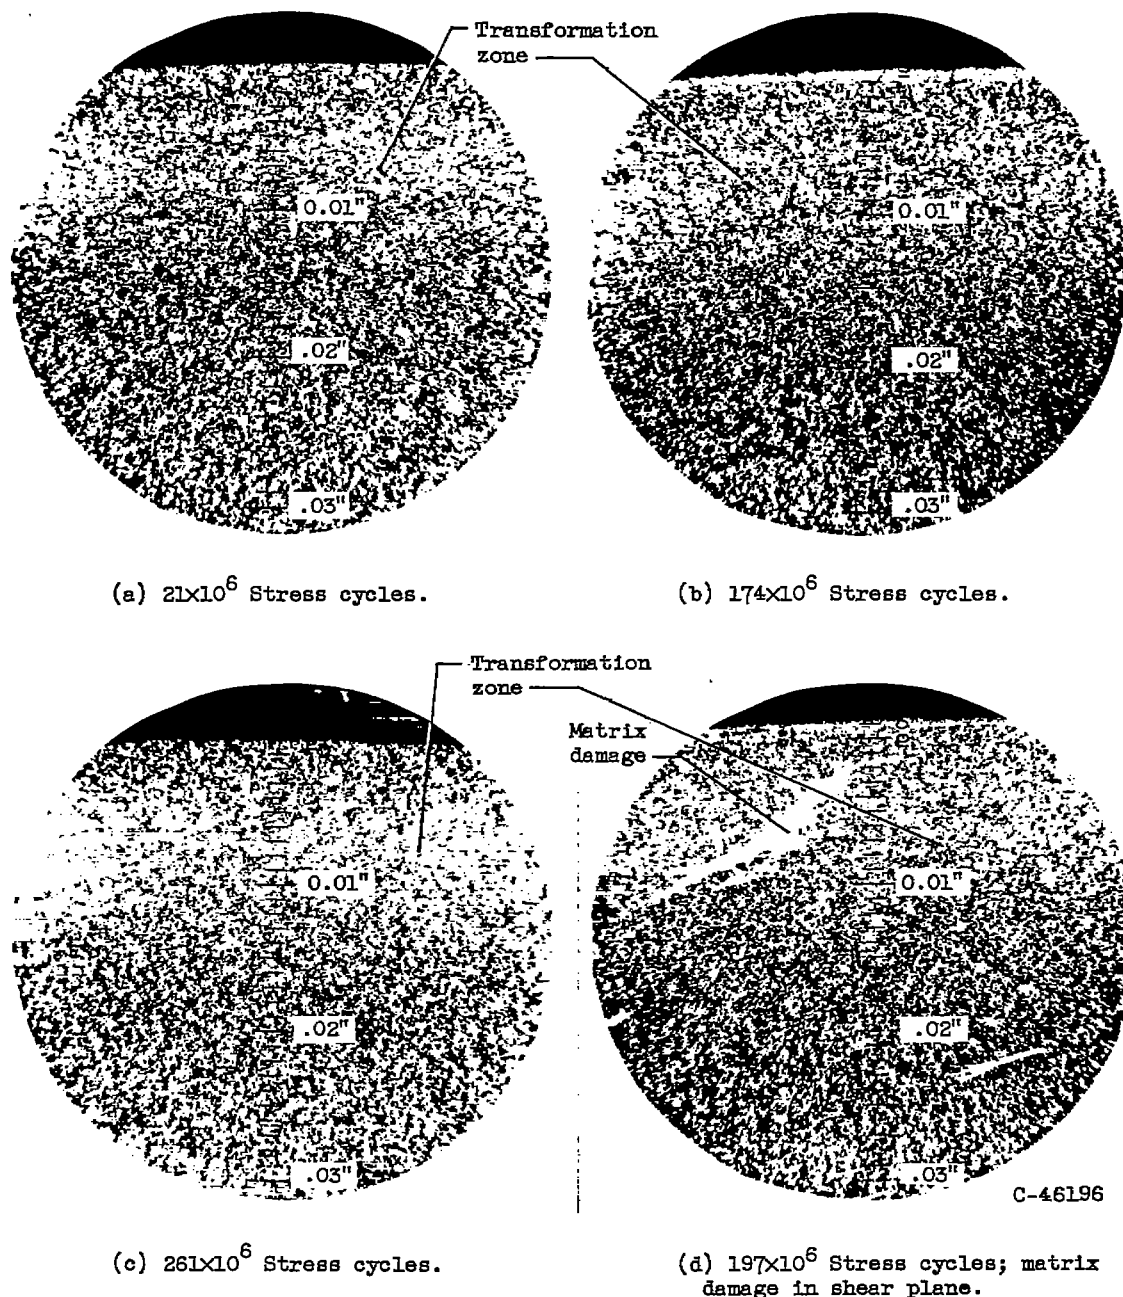 Transformation
zone
0.01"
0.01"
.02"
.02"
.03"
.03"
(a) 21×10⁶ Stress cycles.
(b) 174×10⁶ Stress cycles.
Transformation
zone
Matrix
damage
0.01"
0.01"
.02"
.02"
.03"
.03"
C-46196
(c) 261×10⁶ Stress cycles.
(d) 197×10⁶ Stress cycles; matrix
damage in shear plane.